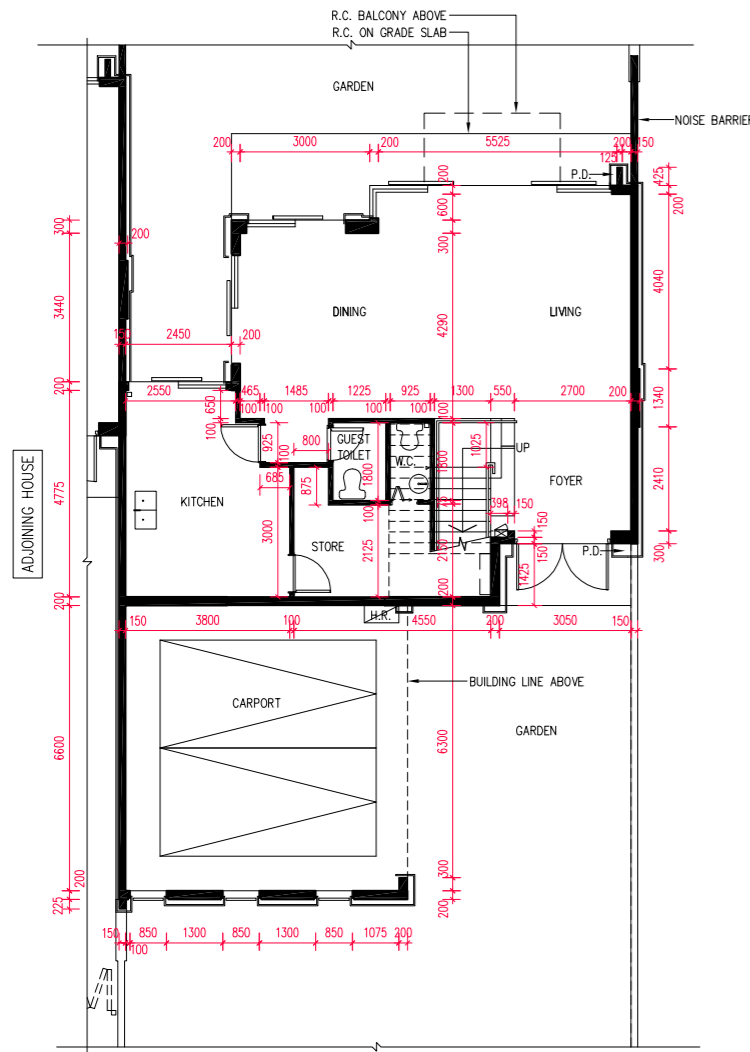 R.C. BALCONY ABOVE
R.C. ON GRADE SLAB
GARDEN
NOISE BARRIER
200 3000 200 5525 200 150
125
P.D.
200
425
600
200
300
300
200
3440
4290
4040
DINING
LIVING
150 2450 200
200
2550 465 1485 1225 925 1300 550 2700 200
650
100 100 100 100 100
100
1340
100
925
100
800
GUEST
TOILET
W.C.
1800
1300
1025
UP
685
875
KITCHEN
FOYER
2410
4775
ADJOINING HOUSE
3000
STORE
100
398 150
2125
2150
150
150
1425
P.D.
300
200
200
H.R.
150 3800 100 4550 200 3050 150
BUILDING LINE ABOVE
CARPORT
GARDEN
6600
6300
200
300
225
200
150 850 1300 850 1300 850 1075 200
100